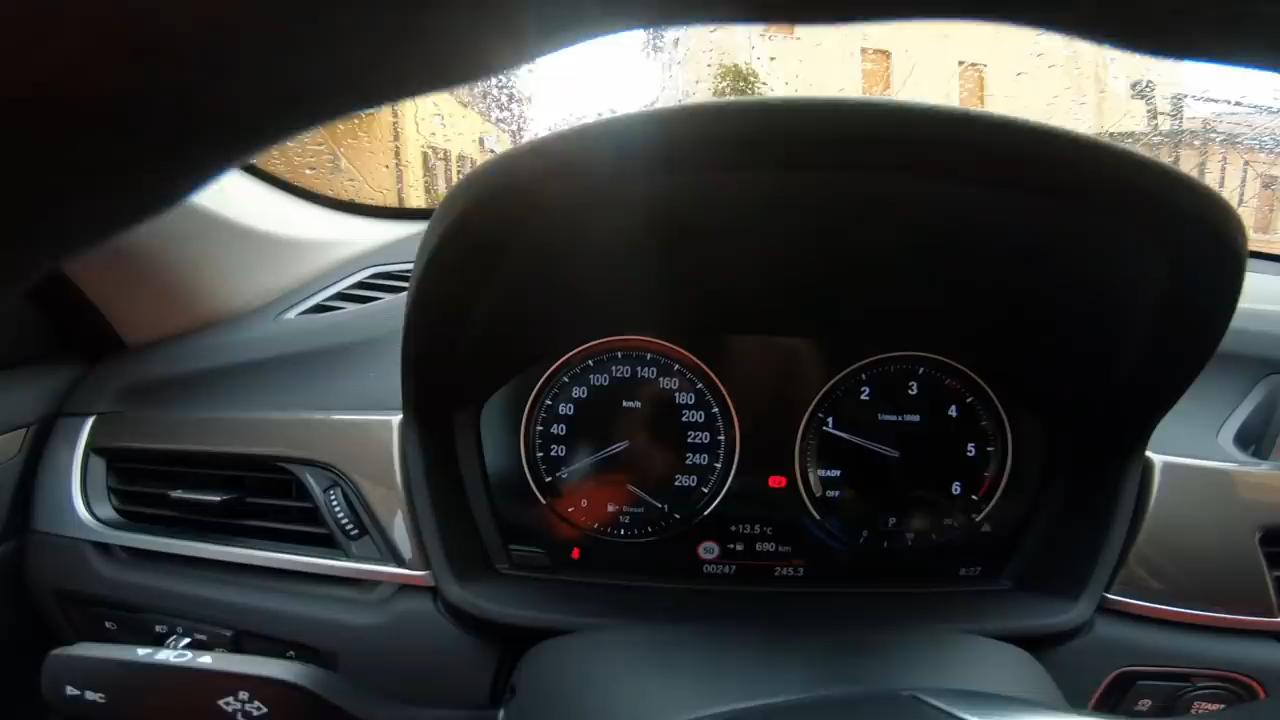 20
40
60
80
100
120
140
160
180
200
220
240
260
km/h
0
Diesel
1/2
1
1
2
3
4
5
6
1/min x 1000
READY
OFF
P
+13.5 °C
50
690 km
00247
245.3
8:27
BC
R
L
START